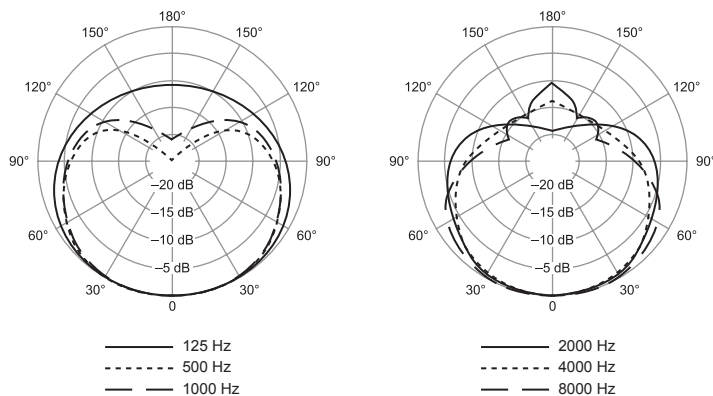 180° 180°
150° 150° 150° 150°
120° 120° 120° 120°
90° 90° 90° 90°
–20 dB –20 dB
–15 dB –15 dB
60° 60° 60° 60°
–10 dB –10 dB
–5 dB –5 dB
30° 30° 30° 30°
0 0
125 Hz 2000 Hz
500 Hz 4000 Hz
1000 Hz 8000 Hz